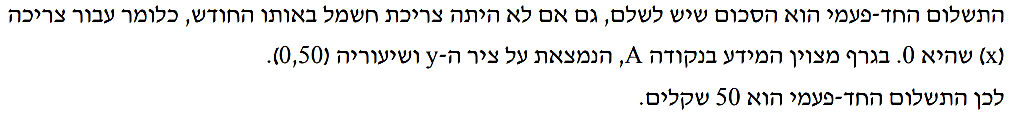 התשלום החד-פעמי הוא הסכום שיש לשלם, גם אם לא היתה צריכת חשמל באותו החודש, כלומר עבור צריכה
(x) שהיא 0. בגרף מצוין המידע בנקודה A, הנמצאת על ציר ה-y ושיעוריה (0,50).
לכן התשלום החד-פעמי הוא 50 שקלים.